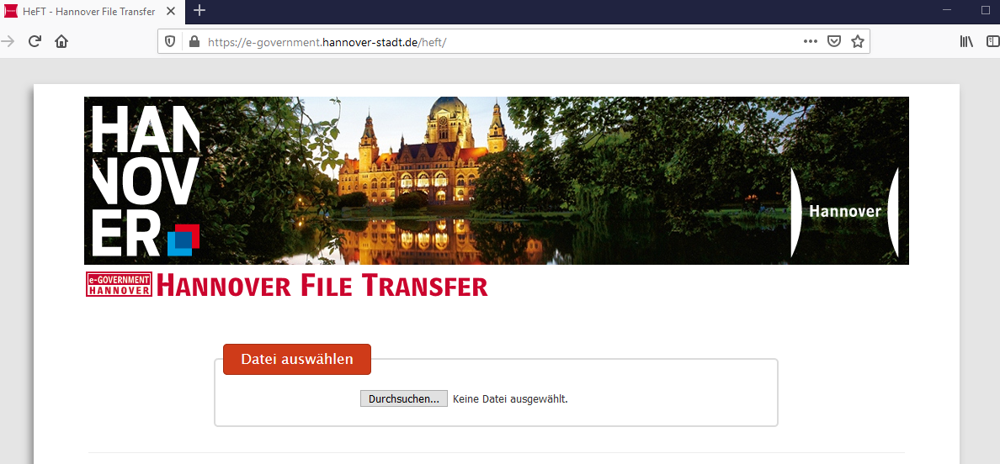 HeFT - Hannover File Transfer
https://e-government.hannover-stadt.de/heft/
HAN
NOV
ER
Hannover
e-GOVERNMENT
HANNOVER
HANNOVER FILE TRANSFER
Datei auswählen
Durchsuchen... Keine Datei ausgewählt.